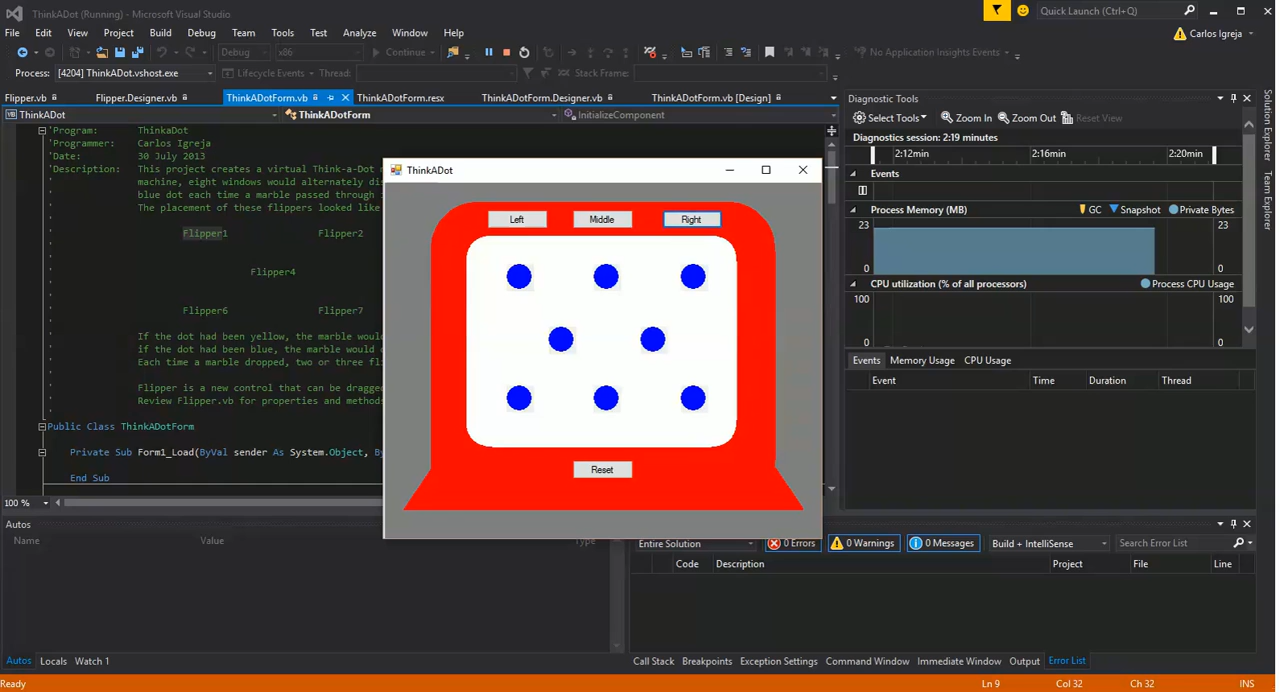 ThinkADot (Running) - Microsoft Visual Studio
Quick Launch (Ctrl+Q)
File Edit View Project Build Debug Team Tools Test Analyze Window Help
Carlos Igreja
Debug x86 Continue
No Application Insights Events
Process: [4204] ThinkADot.vshost.exe Lifecycle Events Thread: Stack Frame:
Flipper.vb Flipper.Designer.vb ThinkADotForm.vb ThinkADotForm.resx ThinkADotForm.Designer.vb ThinkADotForm.vb [Design]
ThinkADot ThinkADotForm InitializeComponent
'Program: ThinkaDot
'Programmer: Carlos Igreja
'Date: 30 July 2013
'Description: This project creates a virtual Think-a-Dot
' machine, eight windows would alternately di
' blue dot each time a marble passed through
' The placement of these flippers looked like
' Flipper1 Flipper2
' Flipper4
' Flipper6 Flipper7
' If the dot had been yellow, the marble would
' if the dot had been blue, the marble would
' Each time a marble dropped, two or three fli
' Flipper is a new control that can be dragge
' Review Flipper.vb for properties and method
Public Class ThinkADotForm
Private Sub Form1_Load(ByVal sender As System.Object, By
End Sub
100 %
ThinkADot
Left Middle Right
Reset
Diagnostic Tools
Select Tools Zoom In Zoom Out Reset View
Diagnostics session: 2:19 minutes
2:12min 2:16min 2:20min
Events
Process Memory (MB) GC Snapshot Private Bytes
23 23
0 0
CPU utilization (% of all processors) Process CPU Usage
100 100
0 0
Events Memory Usage CPU Usage
Event Time Duration Thread
Solution Explorer
Team Explorer
Autos
Name Value Type
Entire Solution 0 Errors 0 Warnings 0 Messages Build + IntelliSense Search Error List
Code Description Project File Line
Autos Locals Watch 1
Call Stack Breakpoints Exception Settings Command Window Immediate Window Output Error List
Ready Ln 9 Col 32 Ch 32 INS